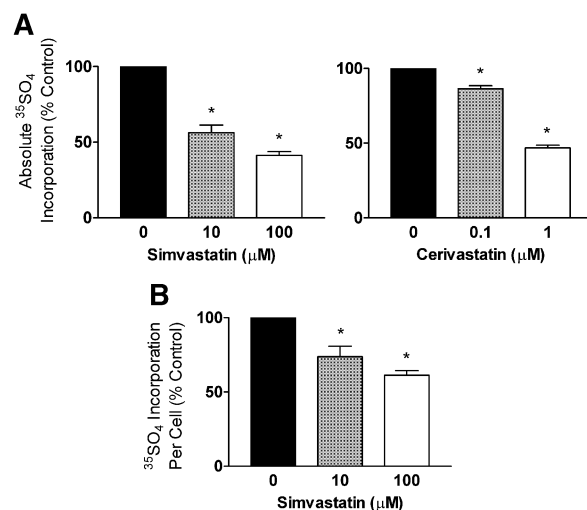 A
Absolute ³⁵SO₄
Incorporation (% Control)
100
50
0
*
*
0 10 100
Simvastatin (μM)
100
50
0
*
*
0 0.1 1
Cerivastatin (μM)
B
³⁵SO₄ Incorporation
Per Cell (% Control)
100
50
0
*
*
0 10 100
Simvastatin (μM)